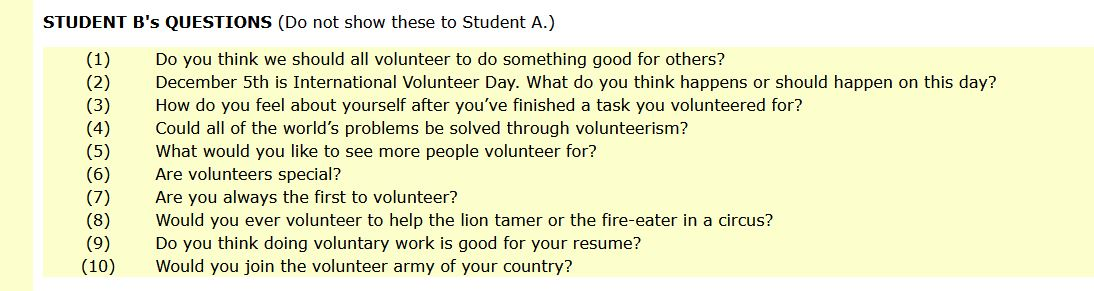 STUDENT B's QUESTIONS (Do not show these to Student A.)
(1) Do you think we should all volunteer to do something good for others?
(2) December 5th is International Volunteer Day. What do you think happens or should happen on this day?
(3) How do you feel about yourself after you’ve finished a task you volunteered for?
(4) Could all of the world’s problems be solved through volunteerism?
(5) What would you like to see more people volunteer for?
(6) Are volunteers special?
(7) Are you always the first to volunteer?
(8) Would you ever volunteer to help the lion tamer or the fire-eater in a circus?
(9) Do you think doing voluntary work is good for your resume?
(10) Would you join the volunteer army of your country?